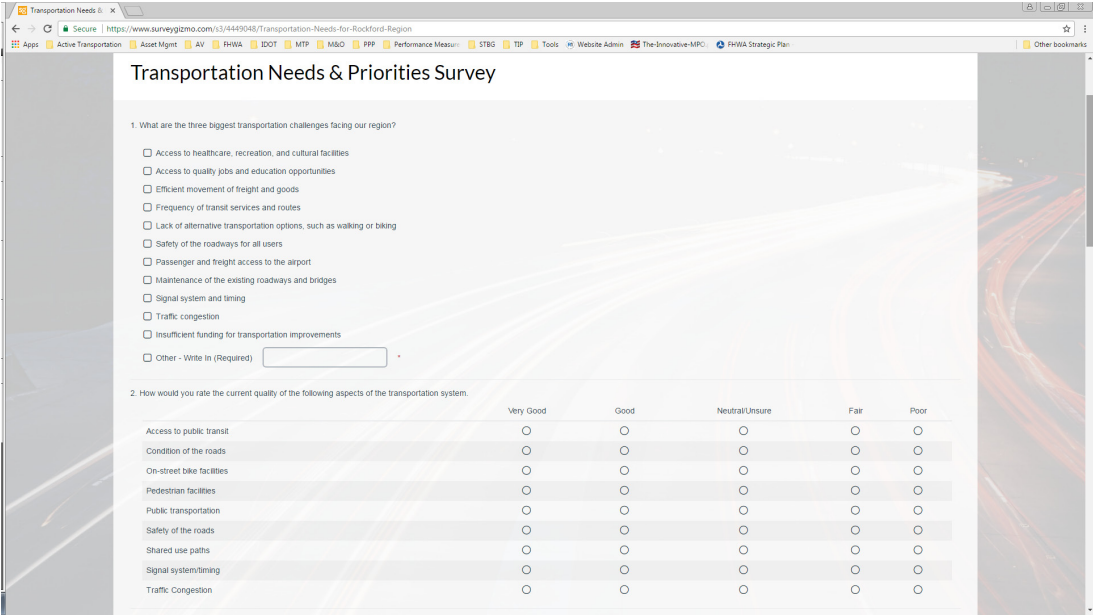 Transportation Needs &
Secure https://www.surveygizmo.com/s3/4449048/Transportation-Needs-for-Rockford-Region
Apps Active Transportation Asset Mgmt AV FHWA IDOT MTP M&O PPP Performance Measure STBG TIP Tools Website Admin The-Innovative-MPO FHWA Strategic Plan Other bookmarks
Transportation Needs & Priorities Survey
1. What are the three biggest transportation challenges facing our region?
Access to healthcare, recreation, and cultural facilities
Access to quality jobs and education opportunities
Efficient movement of freight and goods
Frequency of transit services and routes
Lack of alternative transportation options, such as walking or biking
Safety of the roadways for all users
Passenger and freight access to the airport
Maintenance of the existing roadways and bridges
Signal system and timing
Traffic congestion
Insufficient funding for transportation improvements
Other - Write In (Required) *
2. How would you rate the current quality of the following aspects of the transportation system.
Very Good Good Neutral/Unsure Fair Poor
Access to public transit
Condition of the roads
On-street bike facilities
Pedestrian facilities
Public transportation
Safety of the roads
Shared use paths
Signal system/timing
Traffic Congestion